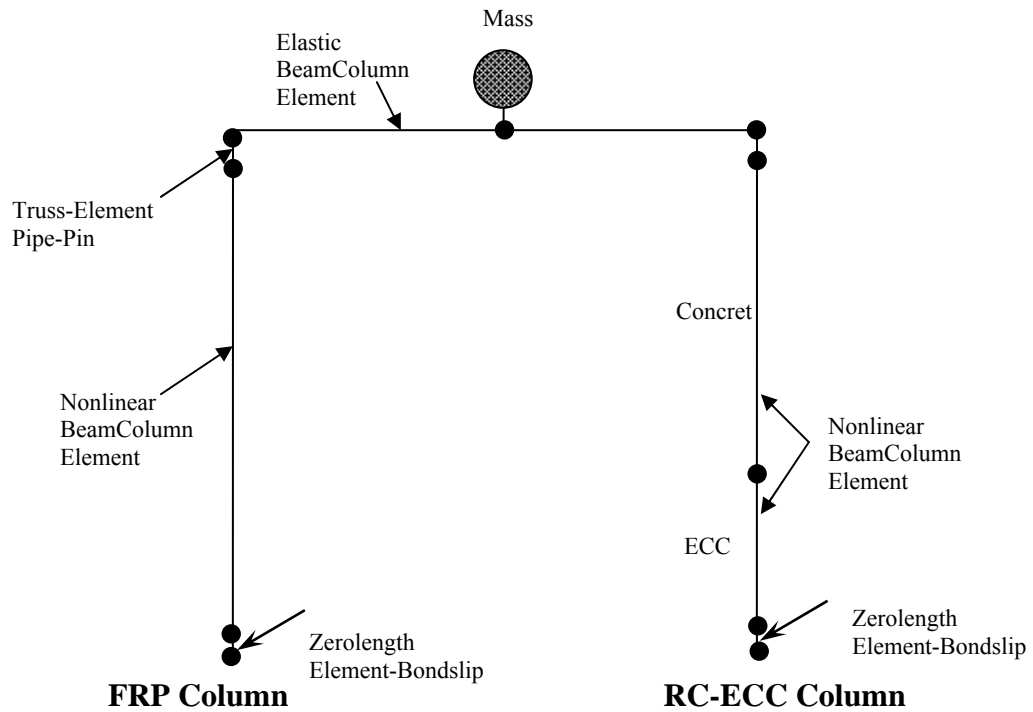 Mass
Elastic
BeamColumn
Element
Truss-Element
Pipe-Pin
Concret
Nonlinear
BeamColumn
Element
Nonlinear
BeamColumn
Element
ECC
Zerolength
Element-Bondslip
Zerolength
Element-Bondslip
FRP Column
RC-ECC Column